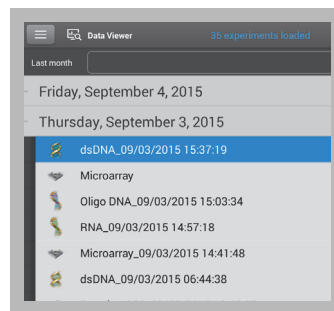 Data Viewer
36 experiments loaded
Last month
Friday, September 4, 2015
Thursday, September 3, 2015
dsDNA_09/03/2015 15:37:19
Microarray
Oligo DNA_09/03/2015 15:03:34
RNA_09/03/2015 14:57:18
Microarray_09/03/2015 14:41:48
dsDNA_09/03/2015 06:44:38